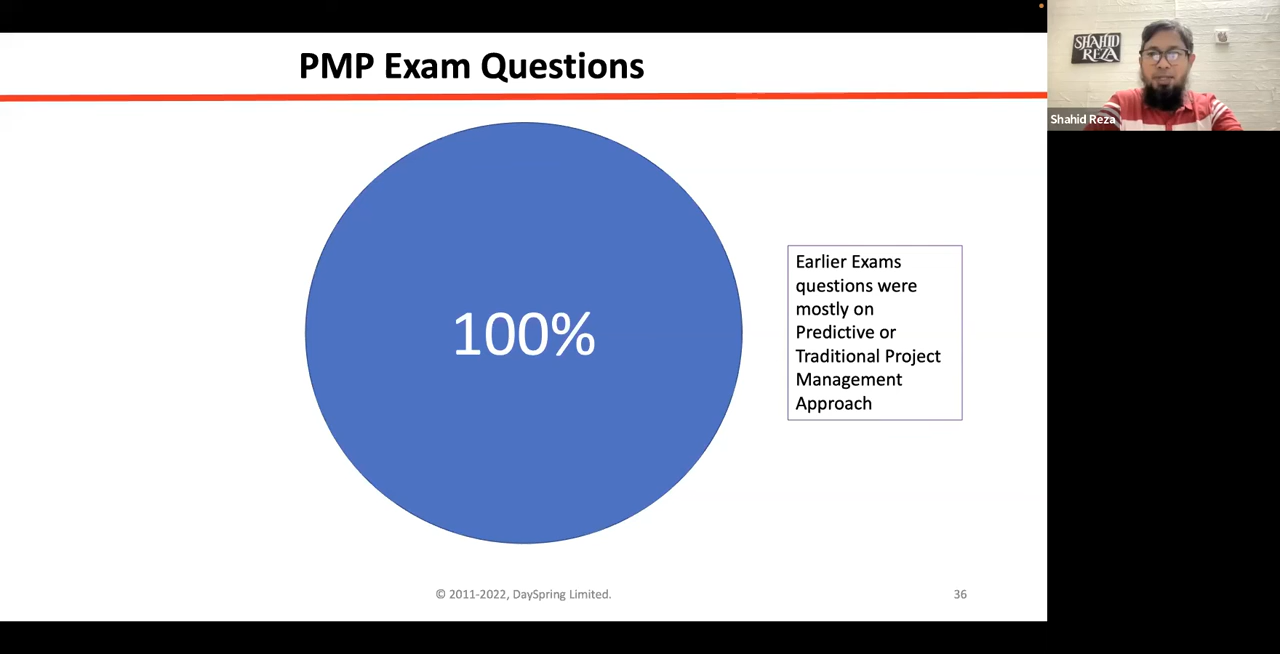 PMP Exam Questions
SHAHID
REZA
Shahid Reza
100%
Earlier Exams
questions were
mostly on
Predictive or
Traditional Project
Management
Approach
© 2011-2022, DaySpring Limited.
36